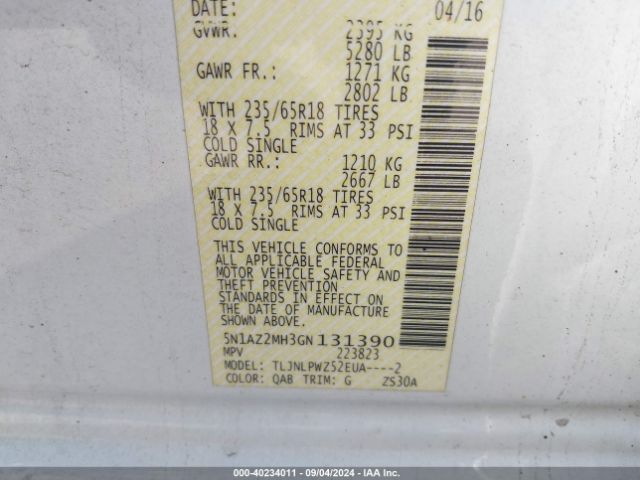 DATE: 04/16
GVWR. 2395 KG
5280 LB
GAWR FR.: 1271 KG
2802 LB
WITH 235/65R18 TIRES
18 X 7.5 RIMS AT 33 PSI
COLD SINGLE
GAWR RR.: 1210 KG
2667 LB
WITH 235/65R18 TIRES
18 X 7.5 RIMS AT 33 PSI
COLD SINGLE
THIS VEHICLE CONFORMS TO
ALL APPLICABLE FEDERAL
MOTOR VEHICLE SAFETY AND
THEFT PREVENTION
STANDARDS IN EFFECT ON
THE DATE OF MANUFACTURE
SHOWN ABOVE.
5N1AZ2MH3GN131390
MPV 223823
MODEL: TLJNLPWZ52EUA----2
COLOR: QAB TRIM: G ZS30A
000-40234011 - 09/04/2024 - IAA Inc.